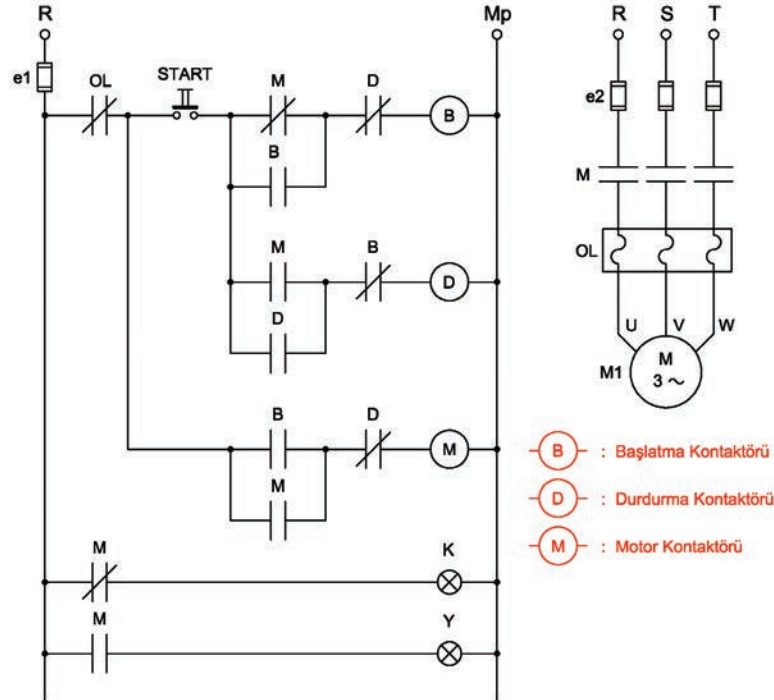 R
Mp
R S T
e1
OL
START
M
D
B
e2
B
M
M
B
D
OL
D
U V W
M
3 ~
M1
B
D
M
M
B : Başlatma Kontaktörü
D : Durdurma Kontaktörü
M : Motor Kontaktörü
M
K
M
Y